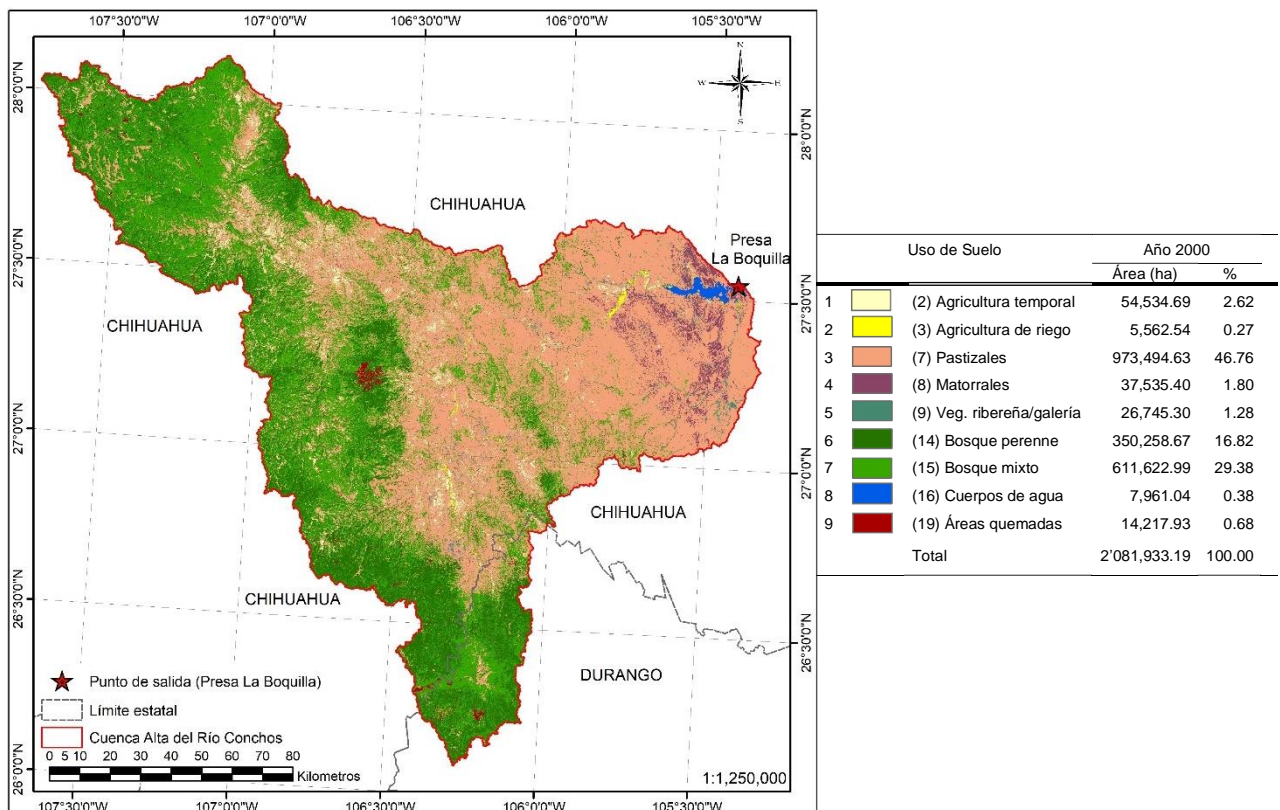 107°30'0"W 107°0'0"W 106°30'0"W 106°0'0"W 105°30'0"W
28°0'0"N
27°30'0"N
27°0'0"N
26°30'0"N
26°0'0"N
N
W E
S
CHIHUAHUA
Presa
La Boquilla
CHIHUAHUA
CHIHUAHUA
CHIHUAHUA
DURANGO
28°0'0"N
27°30'0"N
27°0'0"N
26°30'0"N
Punto de salida (Presa La Boquilla)
Límite estatal
Cuenca Alta del Río Conchos
0 5 10 20 30 40 50 60 70 80
Kilometros
1:1,250,000
107°30'0"W 107°0'0"W 106°30'0"W 106°0'0"W 105°30'0"W
Uso de Suelo Año 2000
Área (ha) %
1 (2) Agricultura temporal 54,534.69 2.62
2 (3) Agricultura de riego 5,562.54 0.27
3 (7) Pastizales 973,494.63 46.76
4 (8) Matorrales 37,535.40 1.80
5 (9) Veg. ribereña/galería 26,745.30 1.28
6 (14) Bosque perenne 350,258.67 16.82
7 (15) Bosque mixto 611,622.99 29.38
8 (16) Cuerpos de agua 7,961.04 0.38
9 (19) Áreas quemadas 14,217.93 0.68
Total 2'081,933.19 100.00